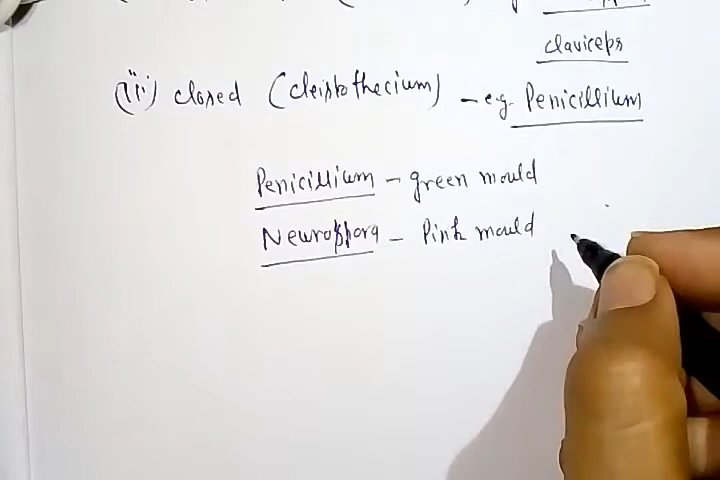 claviceps
(iii) closed (cleistothecium) - e.g. Penicillium
Penicillium - green mould
Neurospora - Pink mould